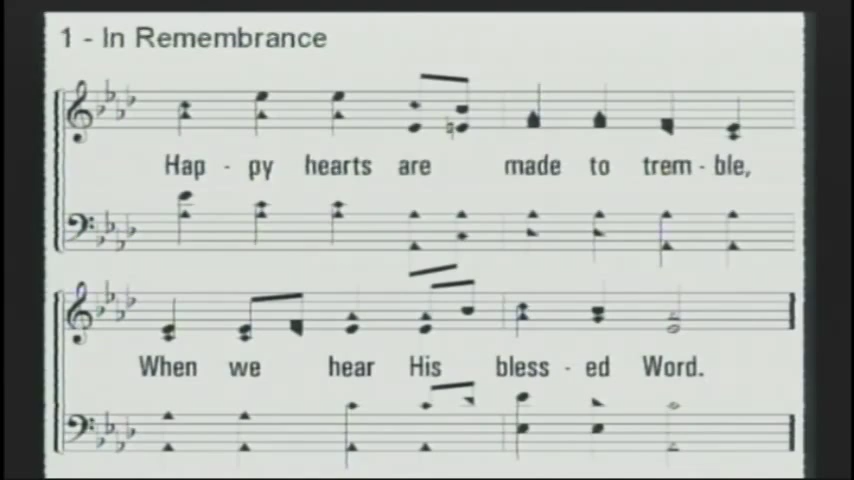 1 - In Remembrance
Hap - py hearts are made to trem - ble,
When we hear His bless - ed Word.